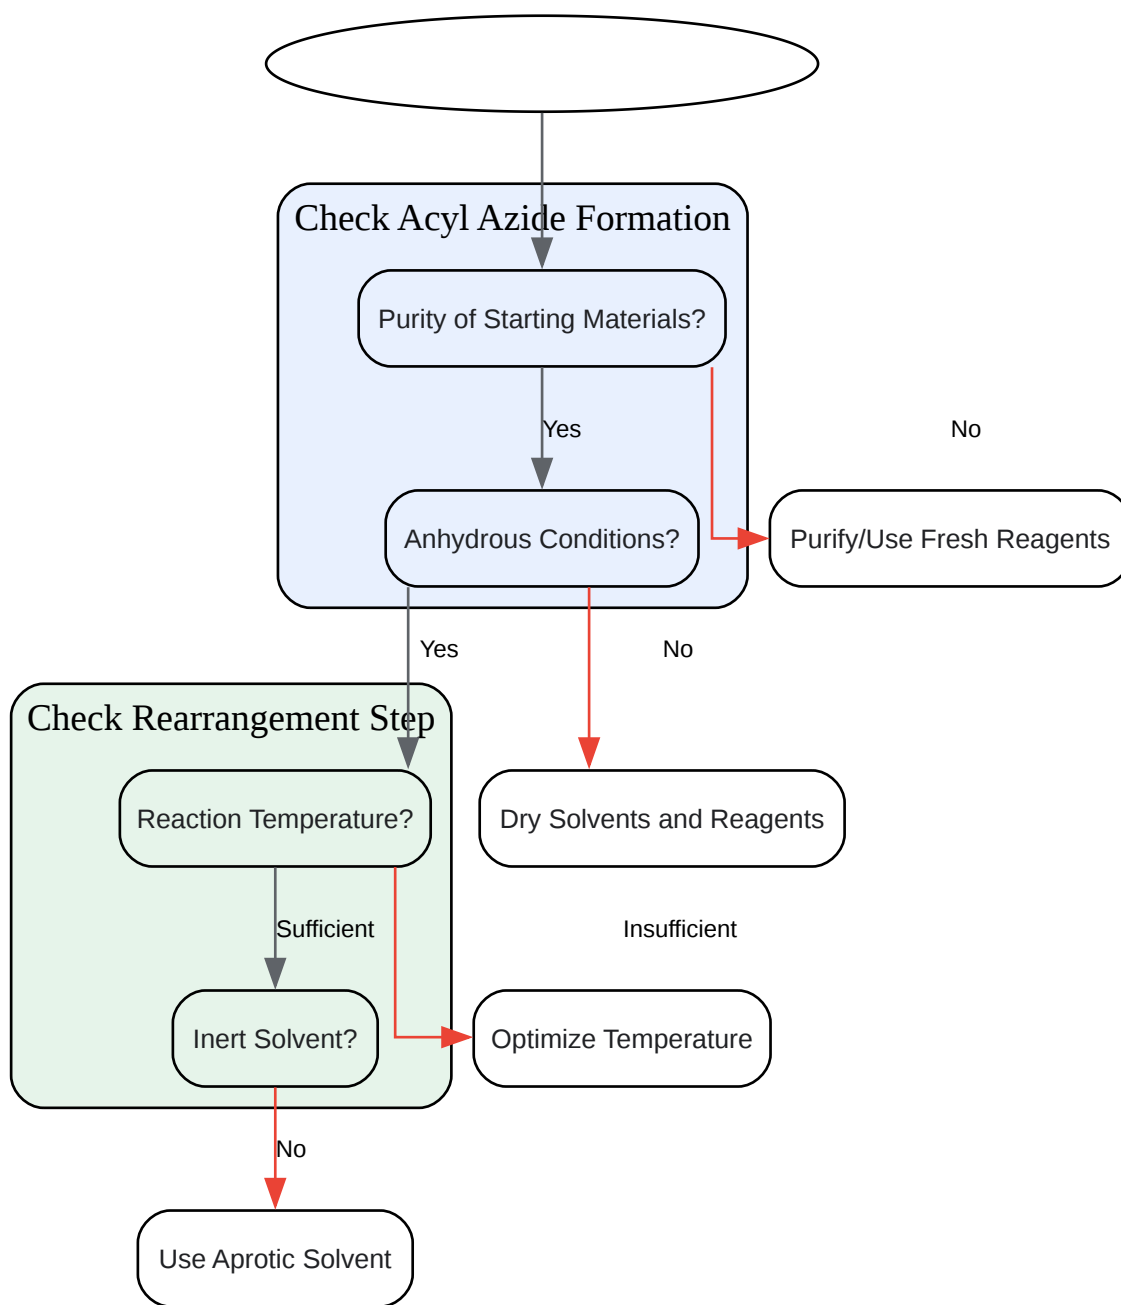 Check Acyl Azide Formation
Purity of Starting Materials?
Yes
No
Anhydrous Conditions?
Purify/Use Fresh Reagents
Yes
No
Check Rearrangement Step
Reaction Temperature?
Dry Solvents and Reagents
Sufficient
Insufficient
Inert Solvent?
Optimize Temperature
No
Use Aprotic Solvent